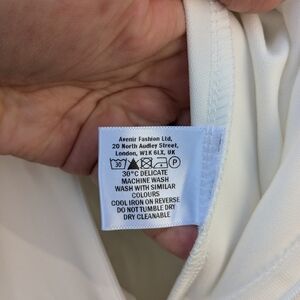 Avenir Fashion Ltd,
20 North Audley Street,
London, W1K 6LX, UK
30 P
30°C DELICATE
MACHINE WASH
WASH WITH SIMILAR
COLOURS
COOL IRON ON REVERSE
DO NOT TUMBLE DRY
DRY CLEANABLE